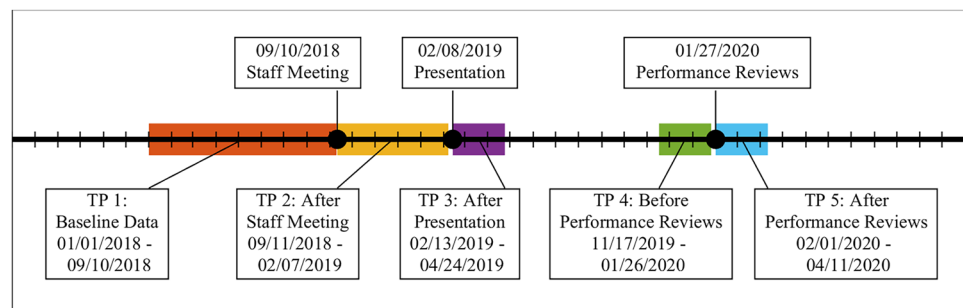 09/10/2018
Staff Meeting
02/08/2019
Presentation
01/27/2020
Performance Reviews
TP 1:
Baseline Data
01/01/2018 -
09/10/2018
TP 2: After
Staff Meeting
09/11/2018 -
02/07/2019
TP 3: After
Presentation
02/13/2019 -
04/24/2019
TP 4: Before
Performance Reviews
11/17/2019 -
01/26/2020
TP 5: After
Performance Reviews
02/01/2020 -
04/11/2020